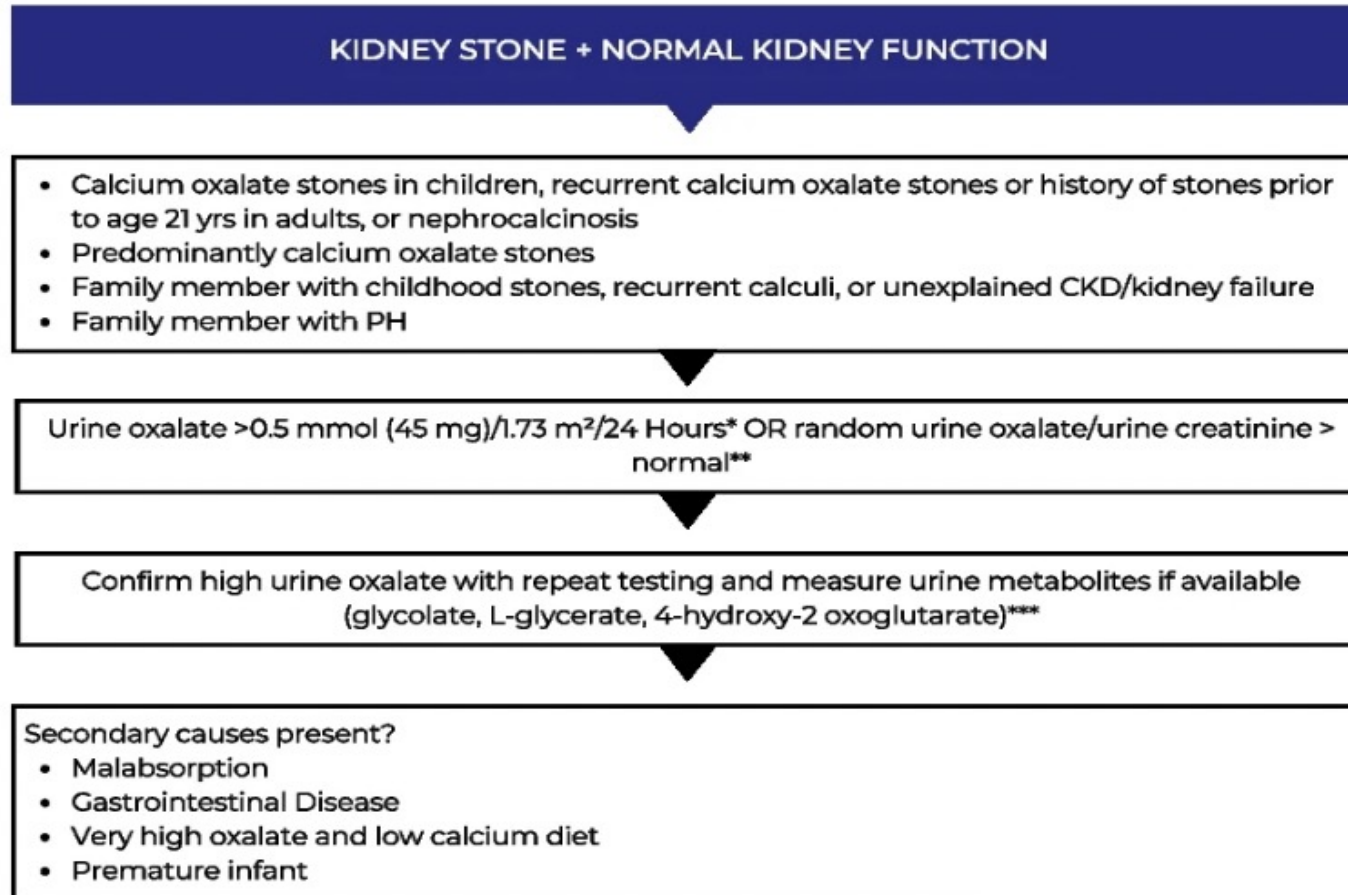 KIDNEY STONE + NORMAL KIDNEY FUNCTION
• Calcium oxalate stones in children, recurrent calcium oxalate stones or history of stones prior
to age 21 yrs in adults, or nephrocalcinosis
• Predominantly calcium oxalate stones
• Family member with childhood stones, recurrent calculi, or unexplained CKD/kidney failure
• Family member with PH
Urine oxalate >0.5 mmol (45 mg)/1.73 m²/24 Hours* OR random urine oxalate/urine creatinine >
normal**
Confirm high urine oxalate with repeat testing and measure urine metabolites if available
(glycolate, L-glycerate, 4-hydroxy-2 oxoglutarate)***
Secondary causes present?
• Malabsorption
• Gastrointestinal Disease
• Very high oxalate and low calcium diet
• Premature infant